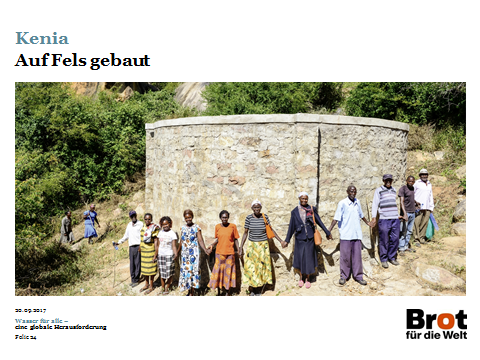 Kenia
Auf Fels gebaut
20.09.2017
Wasser für alle –
eine globale Herausforderung
Folie 24
Brot
für die Welt